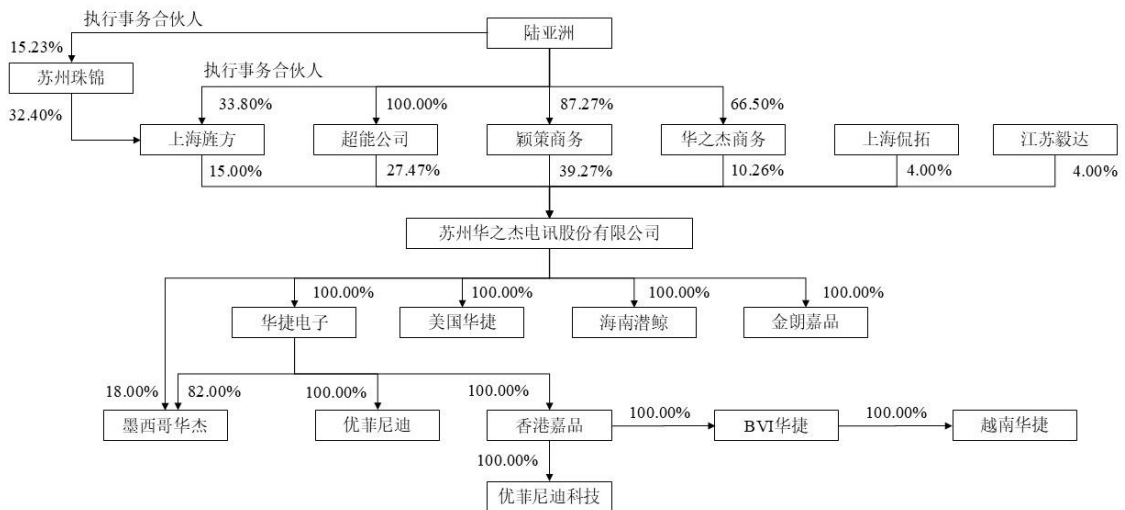 执行事务合伙人
陆亚洲
15.23%
苏州珠锦
执行事务合伙人
32.40%
33.80%
100.00%
87.27%
66.50%
上海旌方
超能公司
颖策商务
华之杰商务
上海侃拓
江苏毅达
15.00%
27.47%
39.27%
10.26%
4.00%
4.00%
苏州华之杰电讯股份有限公司
100.00%
100.00%
100.00%
100.00%
华捷电子
美国华捷
海南潜鲸
金朗嘉品
18.00%
82.00%
100.00%
100.00%
墨西哥华杰
优菲尼迪
香港嘉品
100.00%
BVI华捷
100.00%
越南华捷
100.00%
优菲尼迪科技